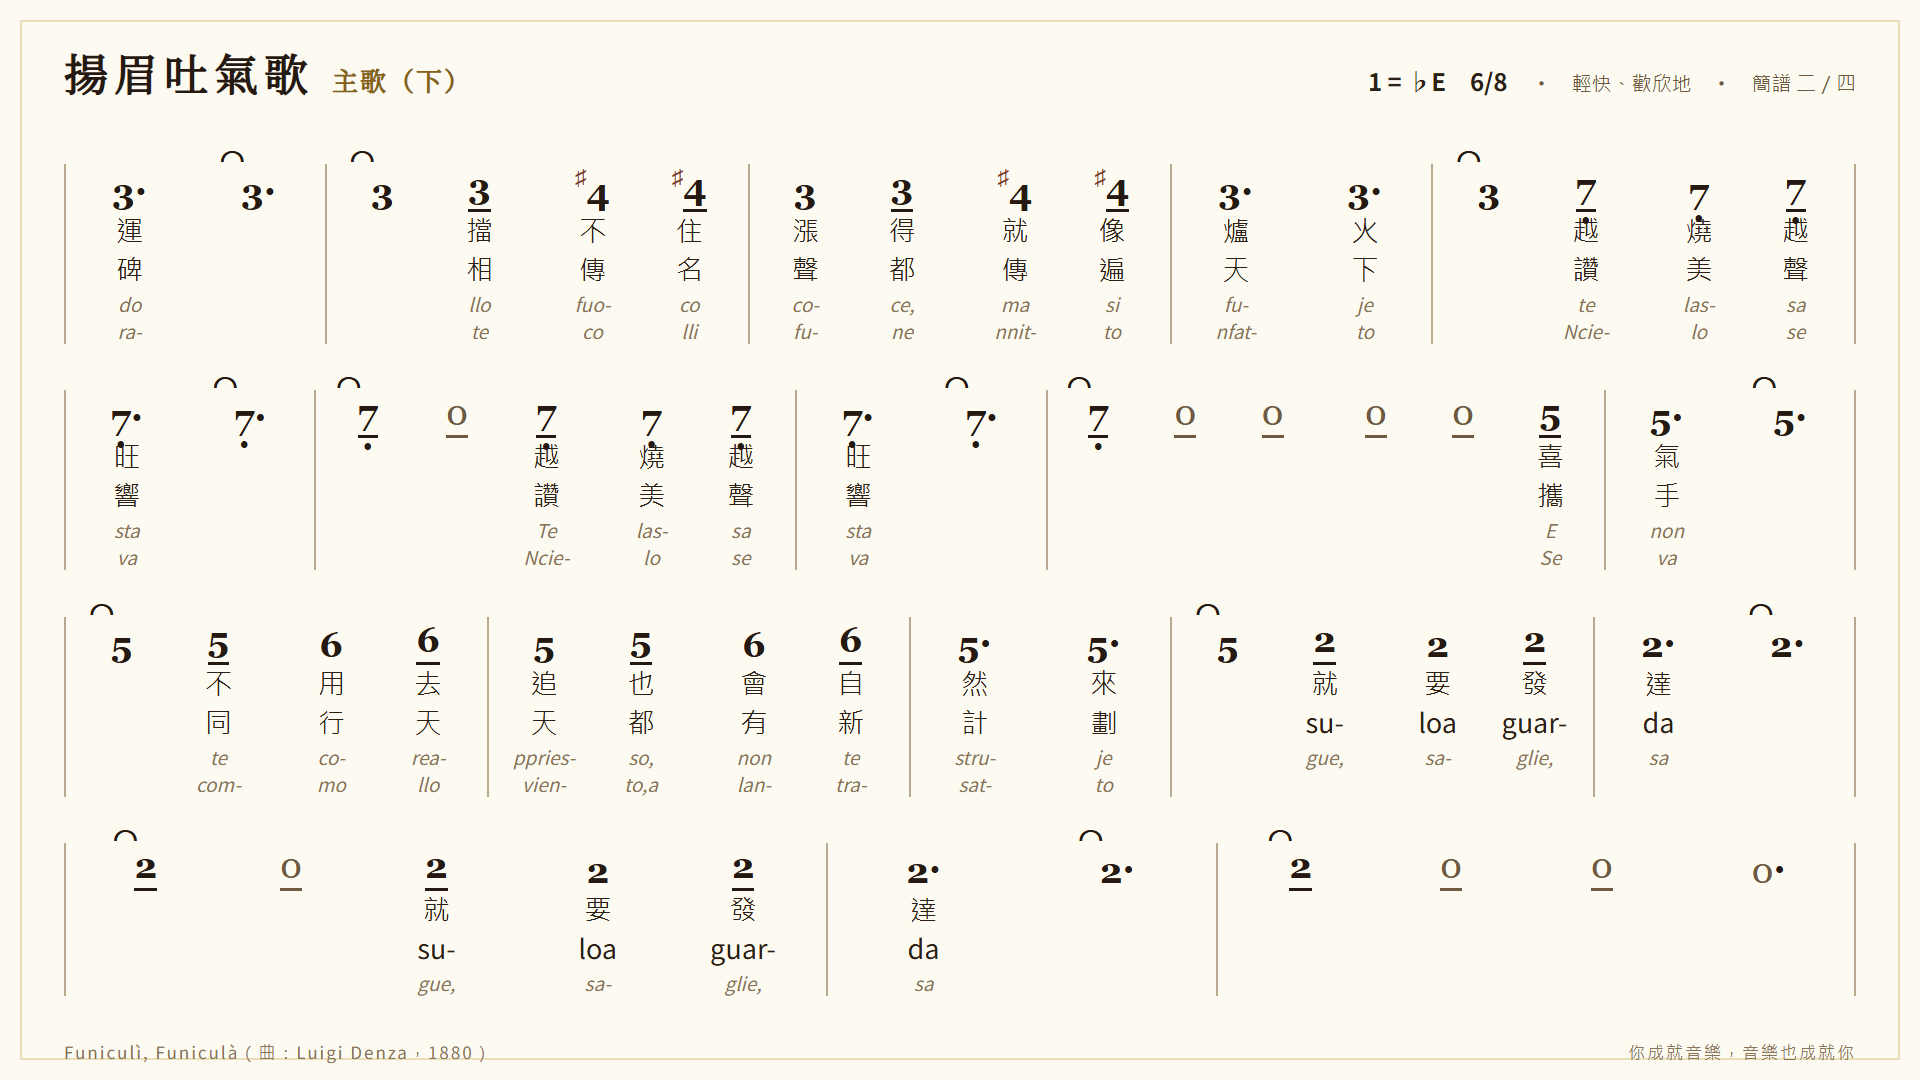 揚眉吐氣歌 主歌（下） 1=♭E 6/8 • 輕快、歡欣地 • 簡譜 二 / 四
3· 3· 3 3 ♯4 ♯4 3 3 ♯4 ♯4 3· 3· 3 7 7 7
運 擋 不 住 漲 得 就 像 爐 火 越 燒 越
碑 相 傳 名 聲 都 傳 遍 天 下 讚 美 聲
do llo fuo- co co- ce, ma si fu- je te las- sa
ra- te co lli fu- ne nnit- to nfat- to Ncie- lo se
7· 7· 7 0 7 7 7 7· 7· 7 0 0 0 0 5 5· 5·
旺 越 燒 越 旺 喜 氣
響 讚 美 聲 響 攜 手
sta Te las- sa sta E non
va Ncie- lo se va Se va
5 5 6 6 5 5 6 6 5· 5· 5 2 2 2 2· 2·
不 用 去 追 也 會 自 然 來 就 要 發 達
同 行 天 天 都 有 新 計 劃 su- loa guar- da
te co- rea- ppries- so, non te stru- je gue, sa- glie, sa
com- mo llo vien- to,a lan- tra- sat- to
2 0 2 2 2 2· 2· 2 0 0 0·
就 要 發 達
su- loa guar- da
gue, sa- glie, sa
Funiculì, Funiculà ( 曲 : Luigi Denza , 1880 ) 你成就音樂，音樂也成就你